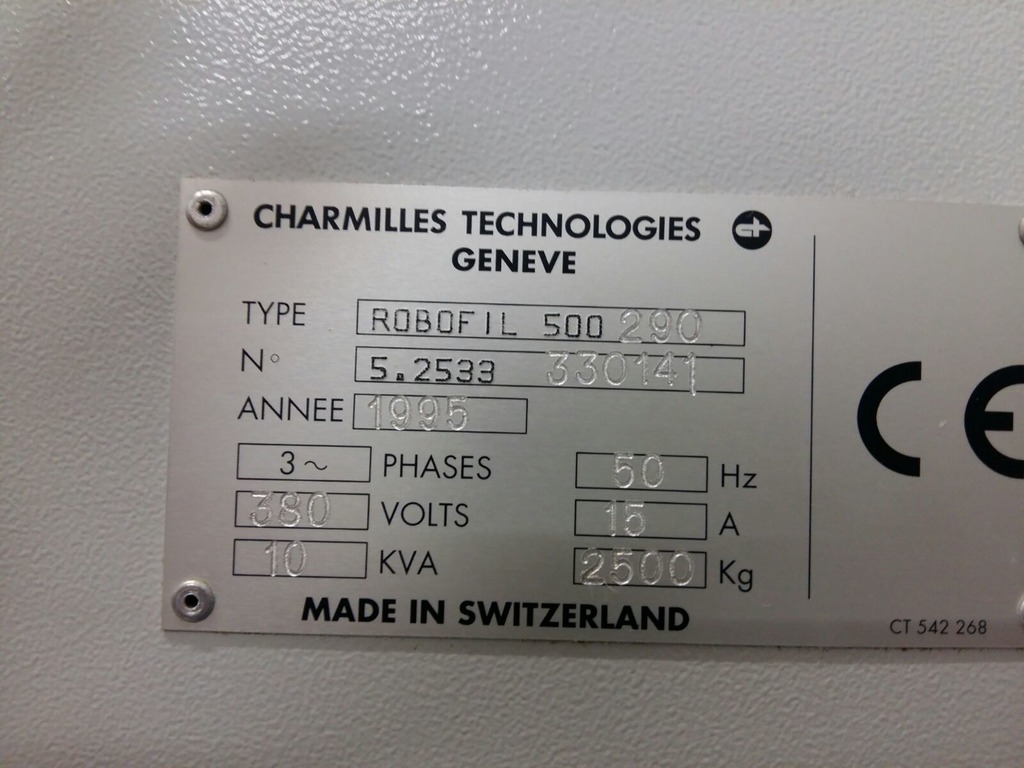 CHARMILLES TECHNOLOGIES
GENEVE
TYPE ROBOFIL 500 290
N° 5.2533 330141
ANNEE 1995
3~ PHASES 50 Hz
380 VOLTS 15 A
10 KVA 2500 Kg
MADE IN SWITZERLAND
CE
CT 542 268